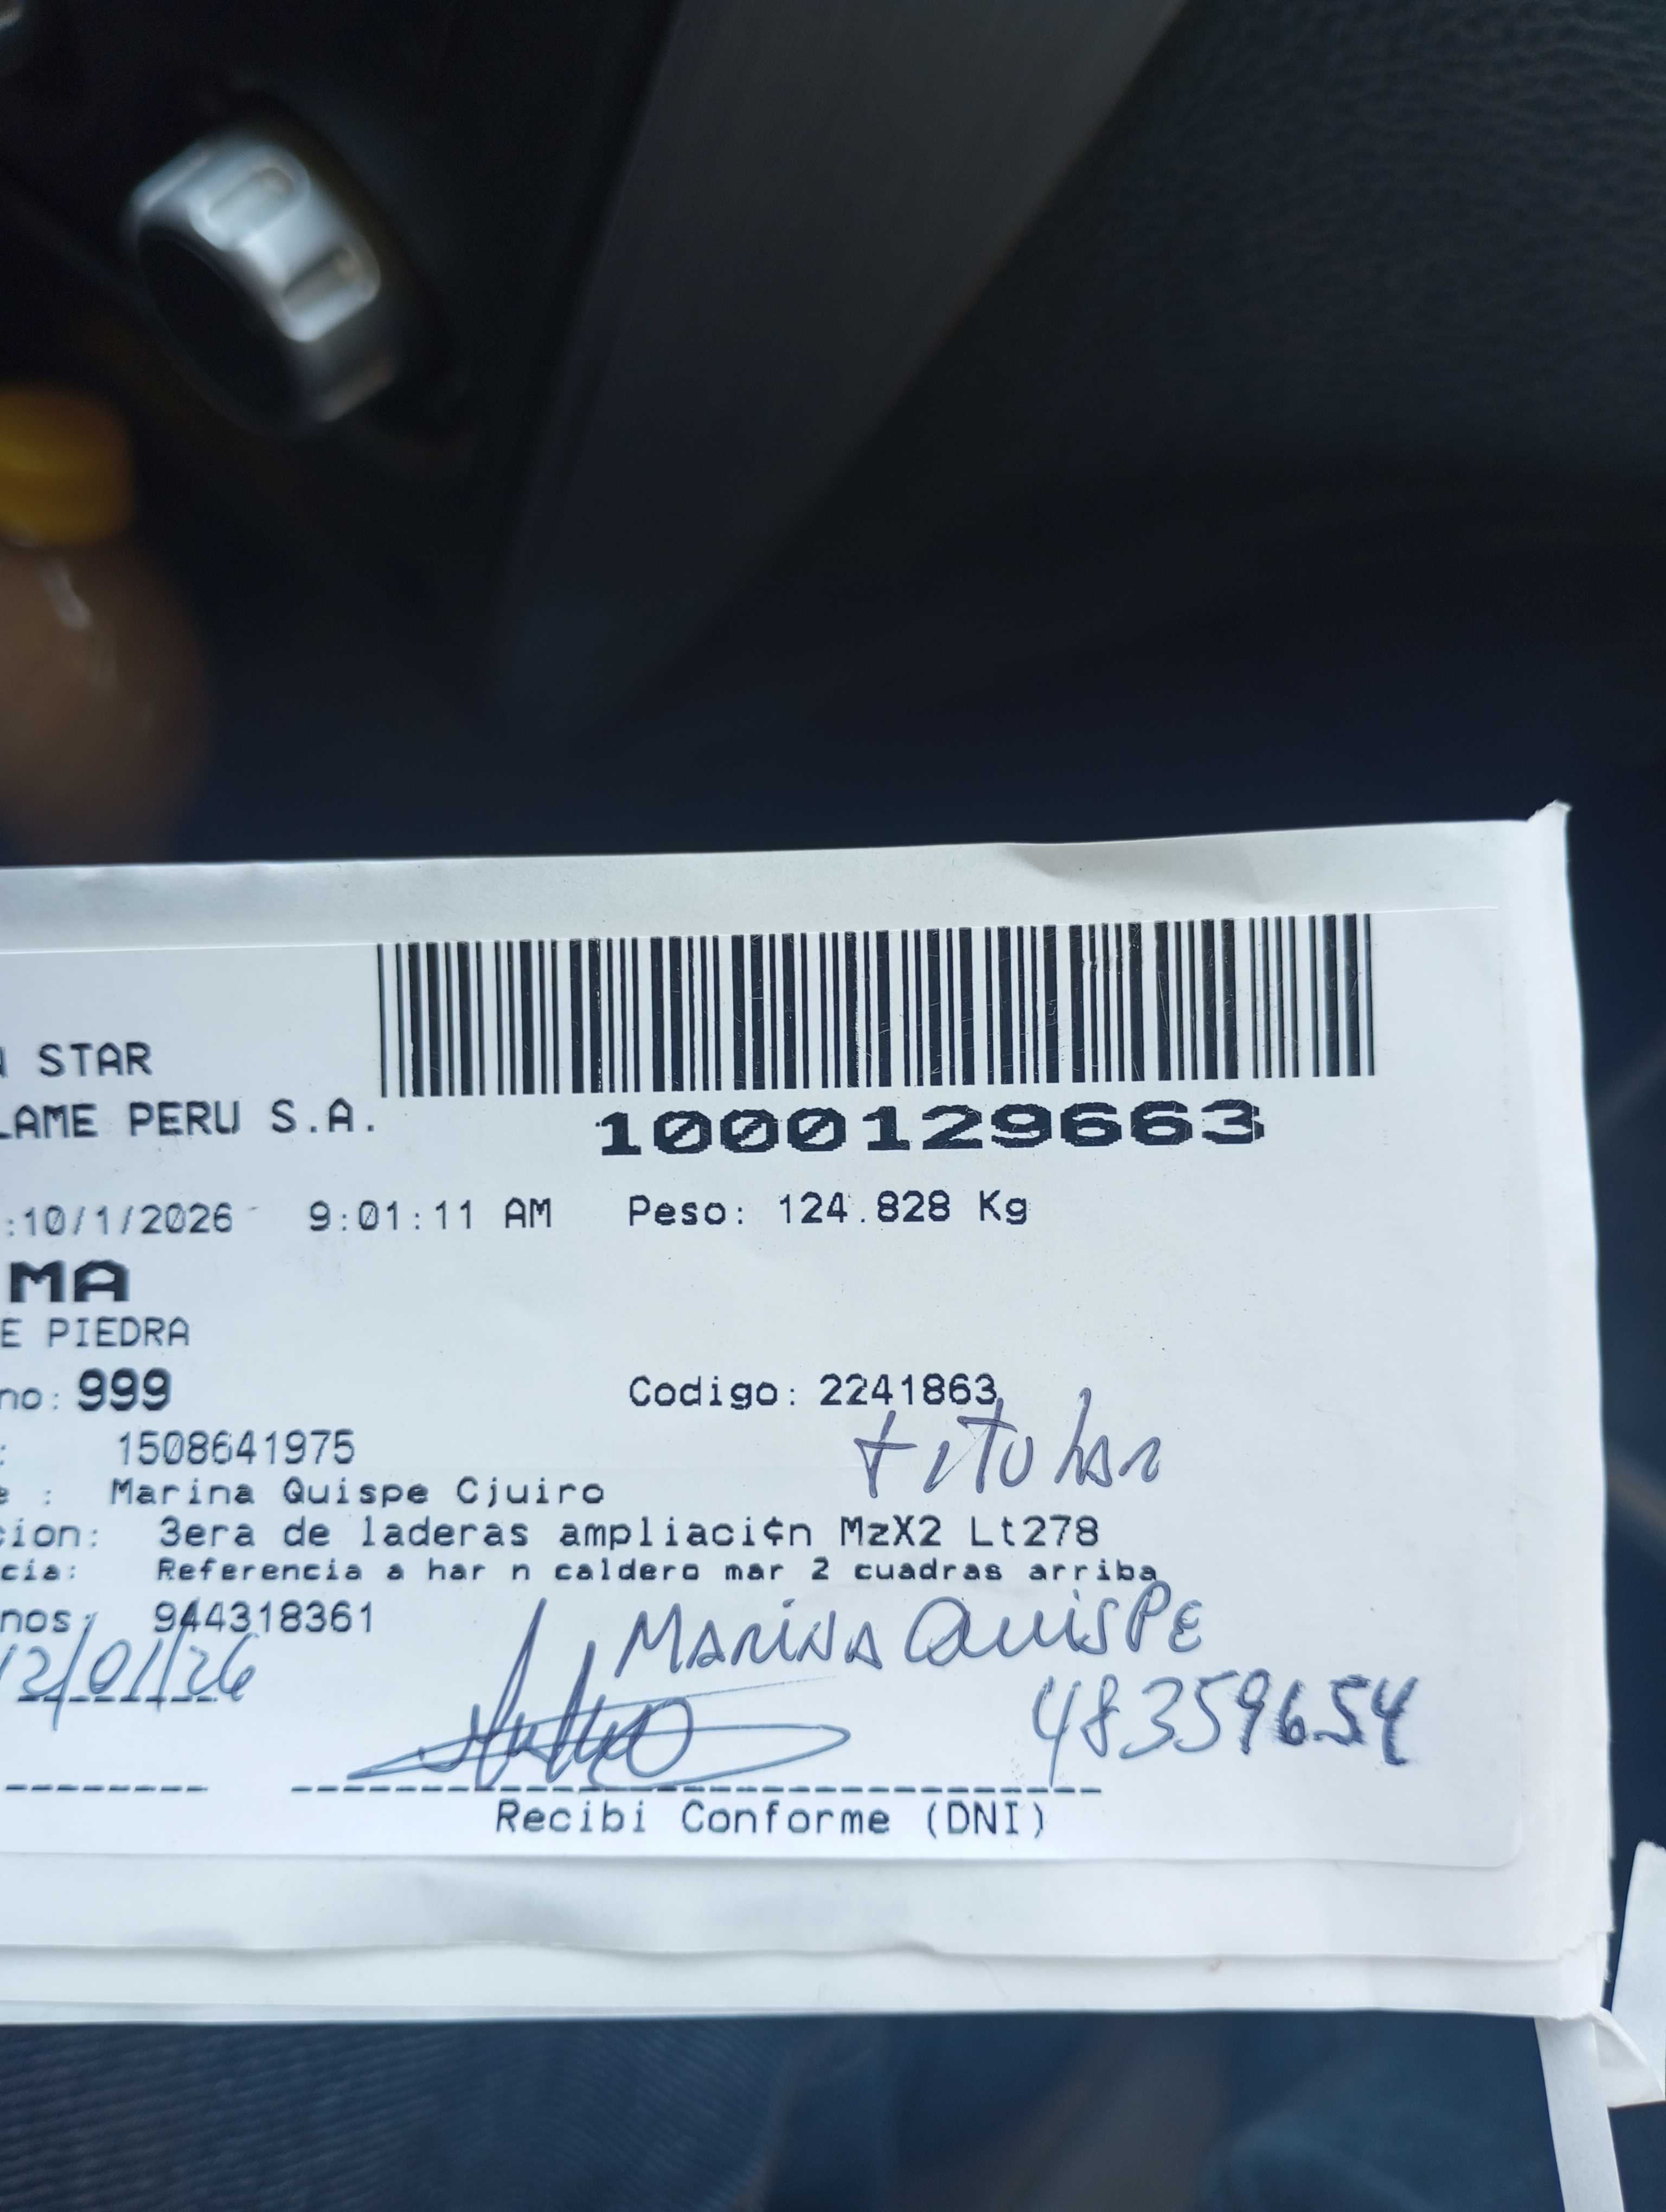 STAR
LAME PERU S.A.
1000129663
:10/1/2026 9:01:11 AM Peso: 124.828 Kg
MA
E PIEDRA
no: 999 Codigo: 2241863
titular
: 1508641975
e : Marina Quispe Cjuiro
cion: 3era de laderas ampliaci¢n MzX2 Lt278
cia: Referencia a har n caldero mar 2 cuadras arriba
nos: 944318361
Marina Quispe
12/01/26
48359654
Recibi Conforme (DNI)